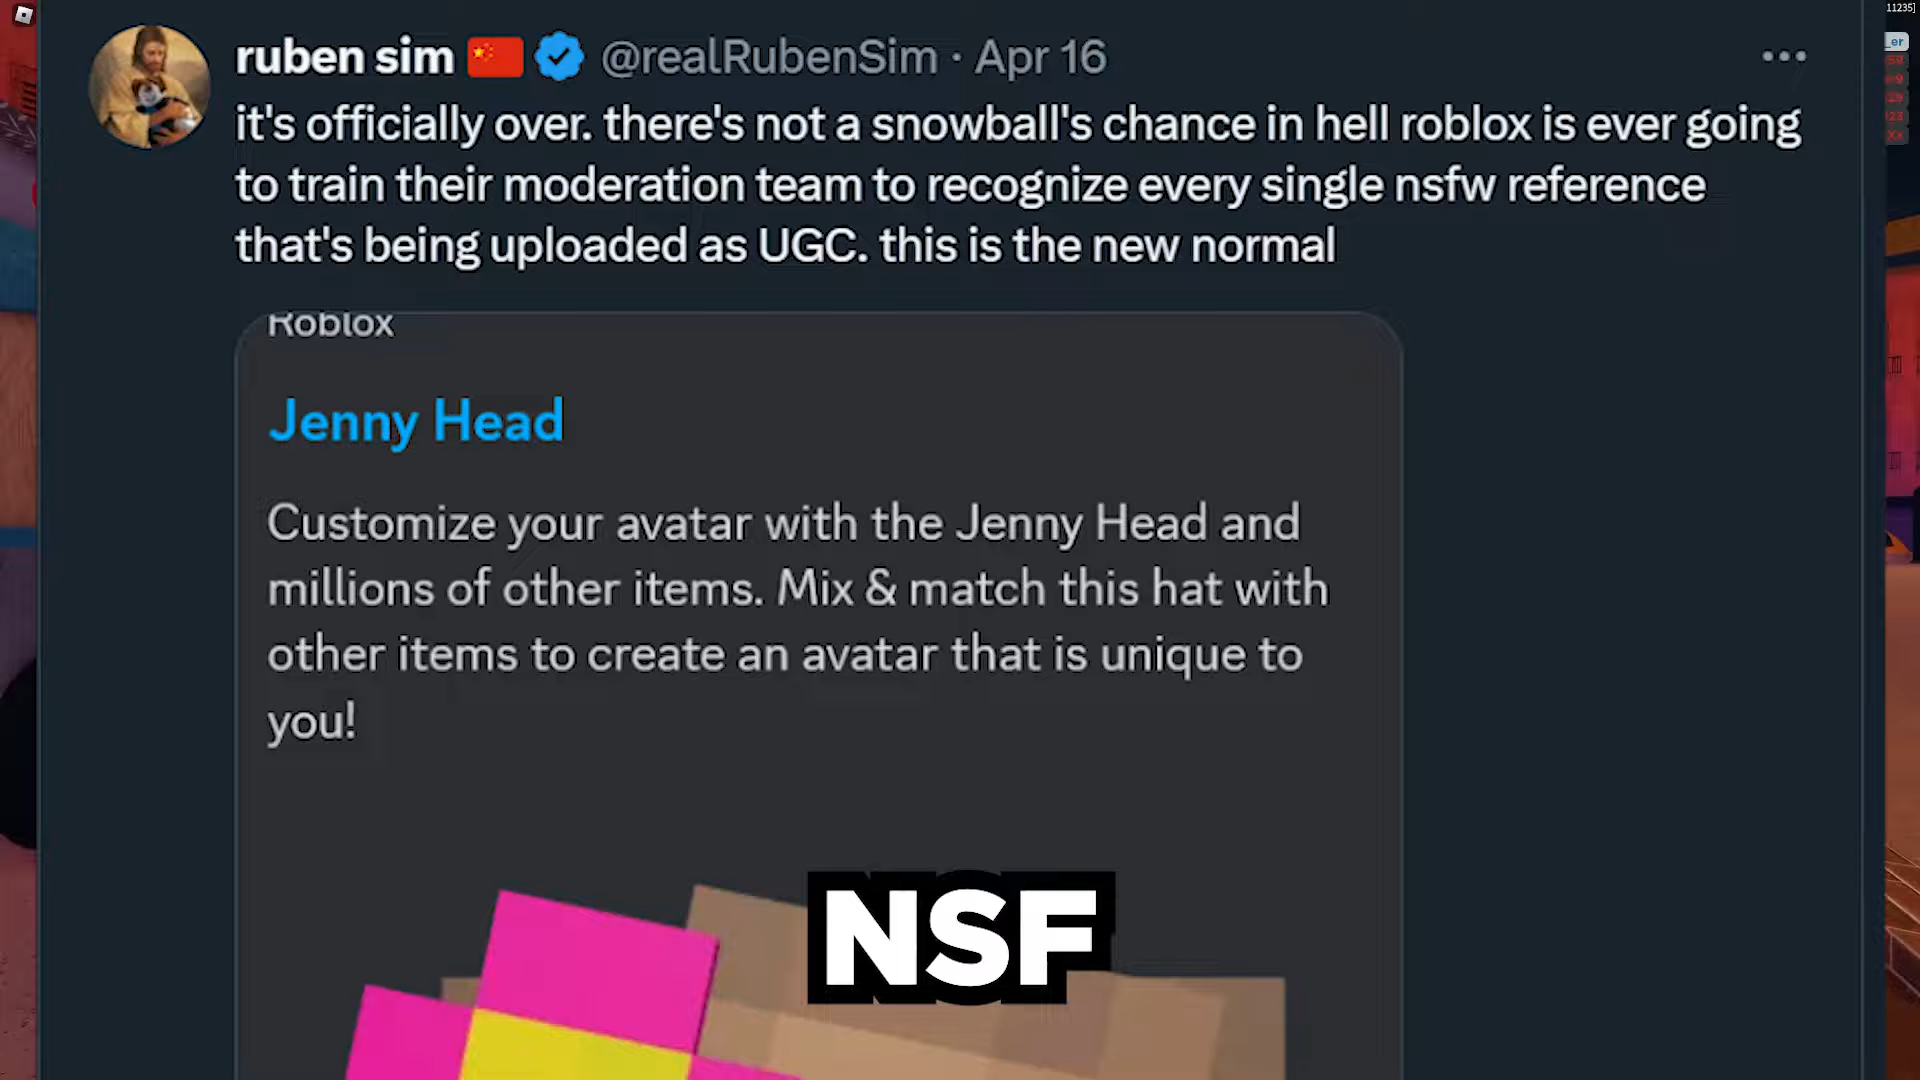 ruben sim @realRubenSim · Apr 16
it's officially over. there's not a snowball's chance in hell roblox is ever going
to train their moderation team to recognize every single nsfw reference
that's being uploaded as UGC. this is the new normal
Roblox
Jenny Head
Customize your avatar with the Jenny Head and
millions of other items. Mix & match this hat with
other items to create an avatar that is unique to
you!
NSF
11235]
_er